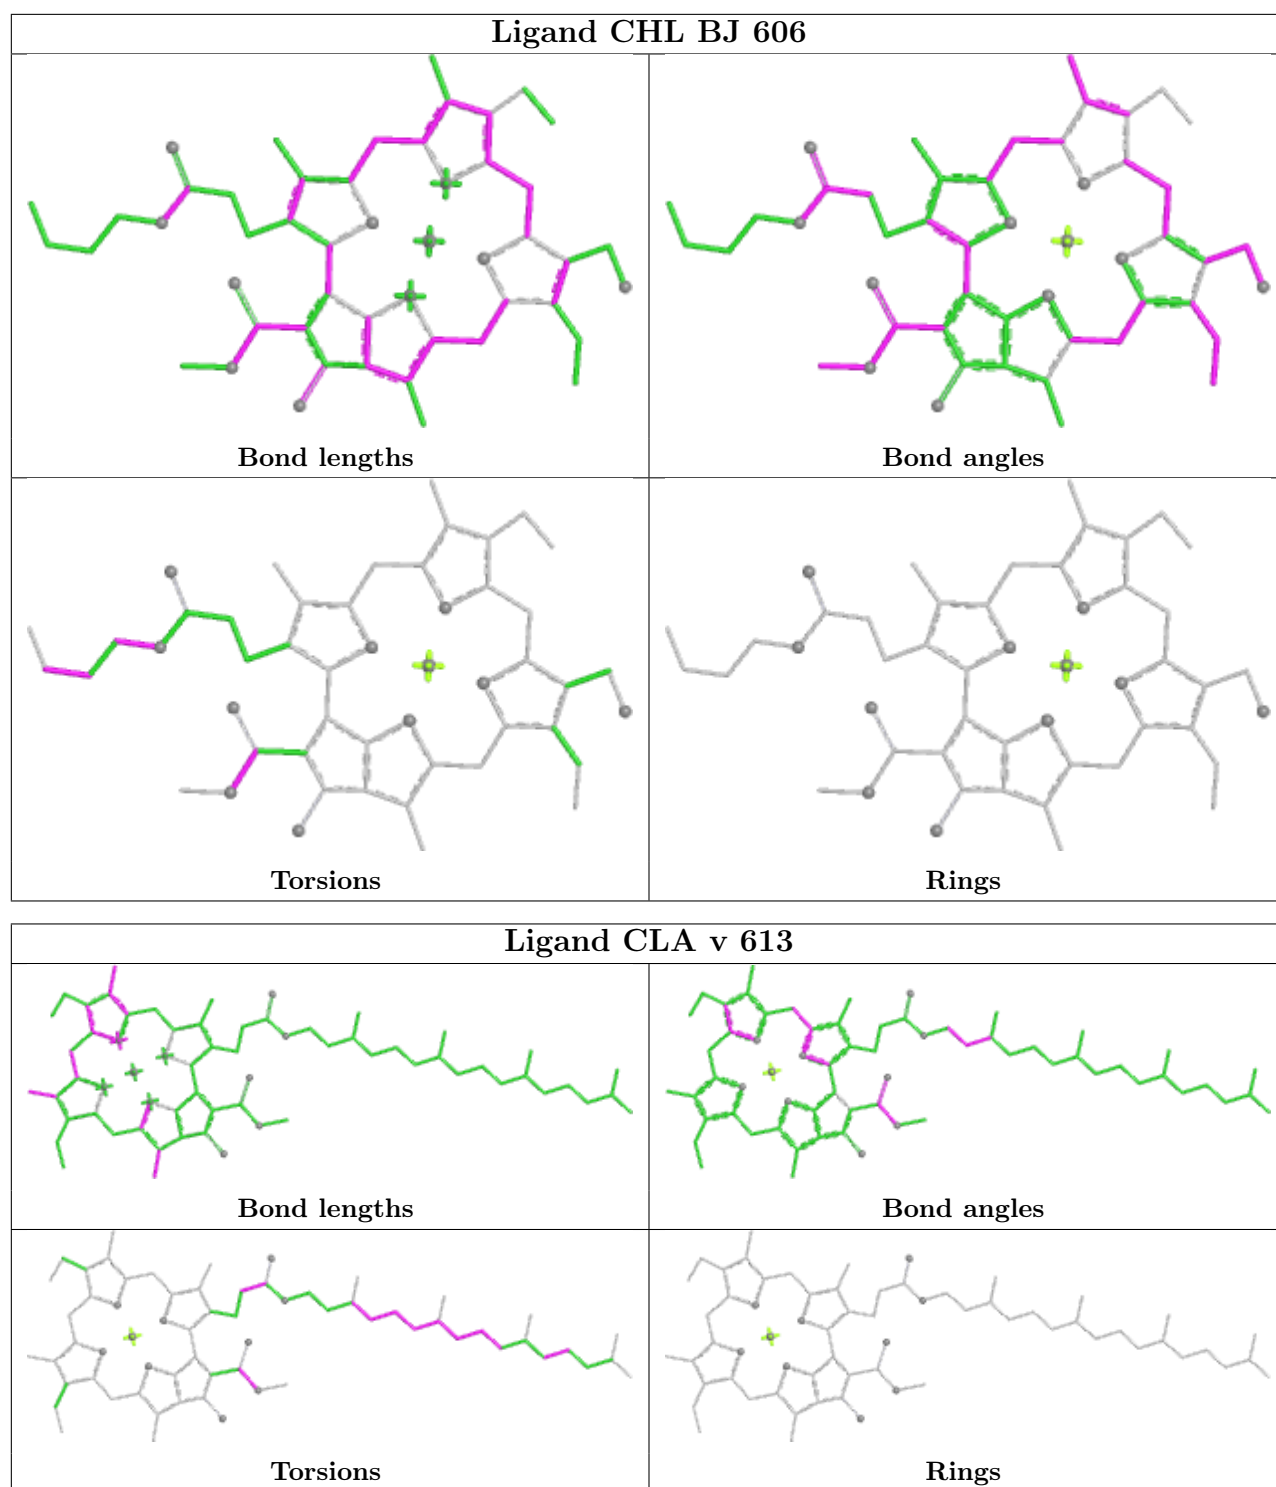 Ligand CHL BJ 606
Bond lengths
Bond angles
Torsions
Rings
Ligand CLA v 613
Bond lengths
Bond angles
Torsions
Rings